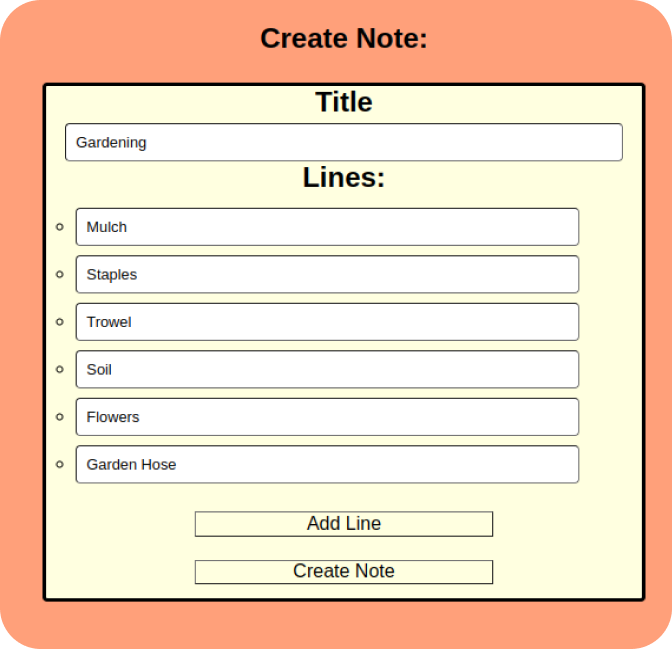 Create Note:
Title
Gardening
Lines:
Mulch
Staples
Trowel
Soil
Flowers
Garden Hose
Add Line
Create Note